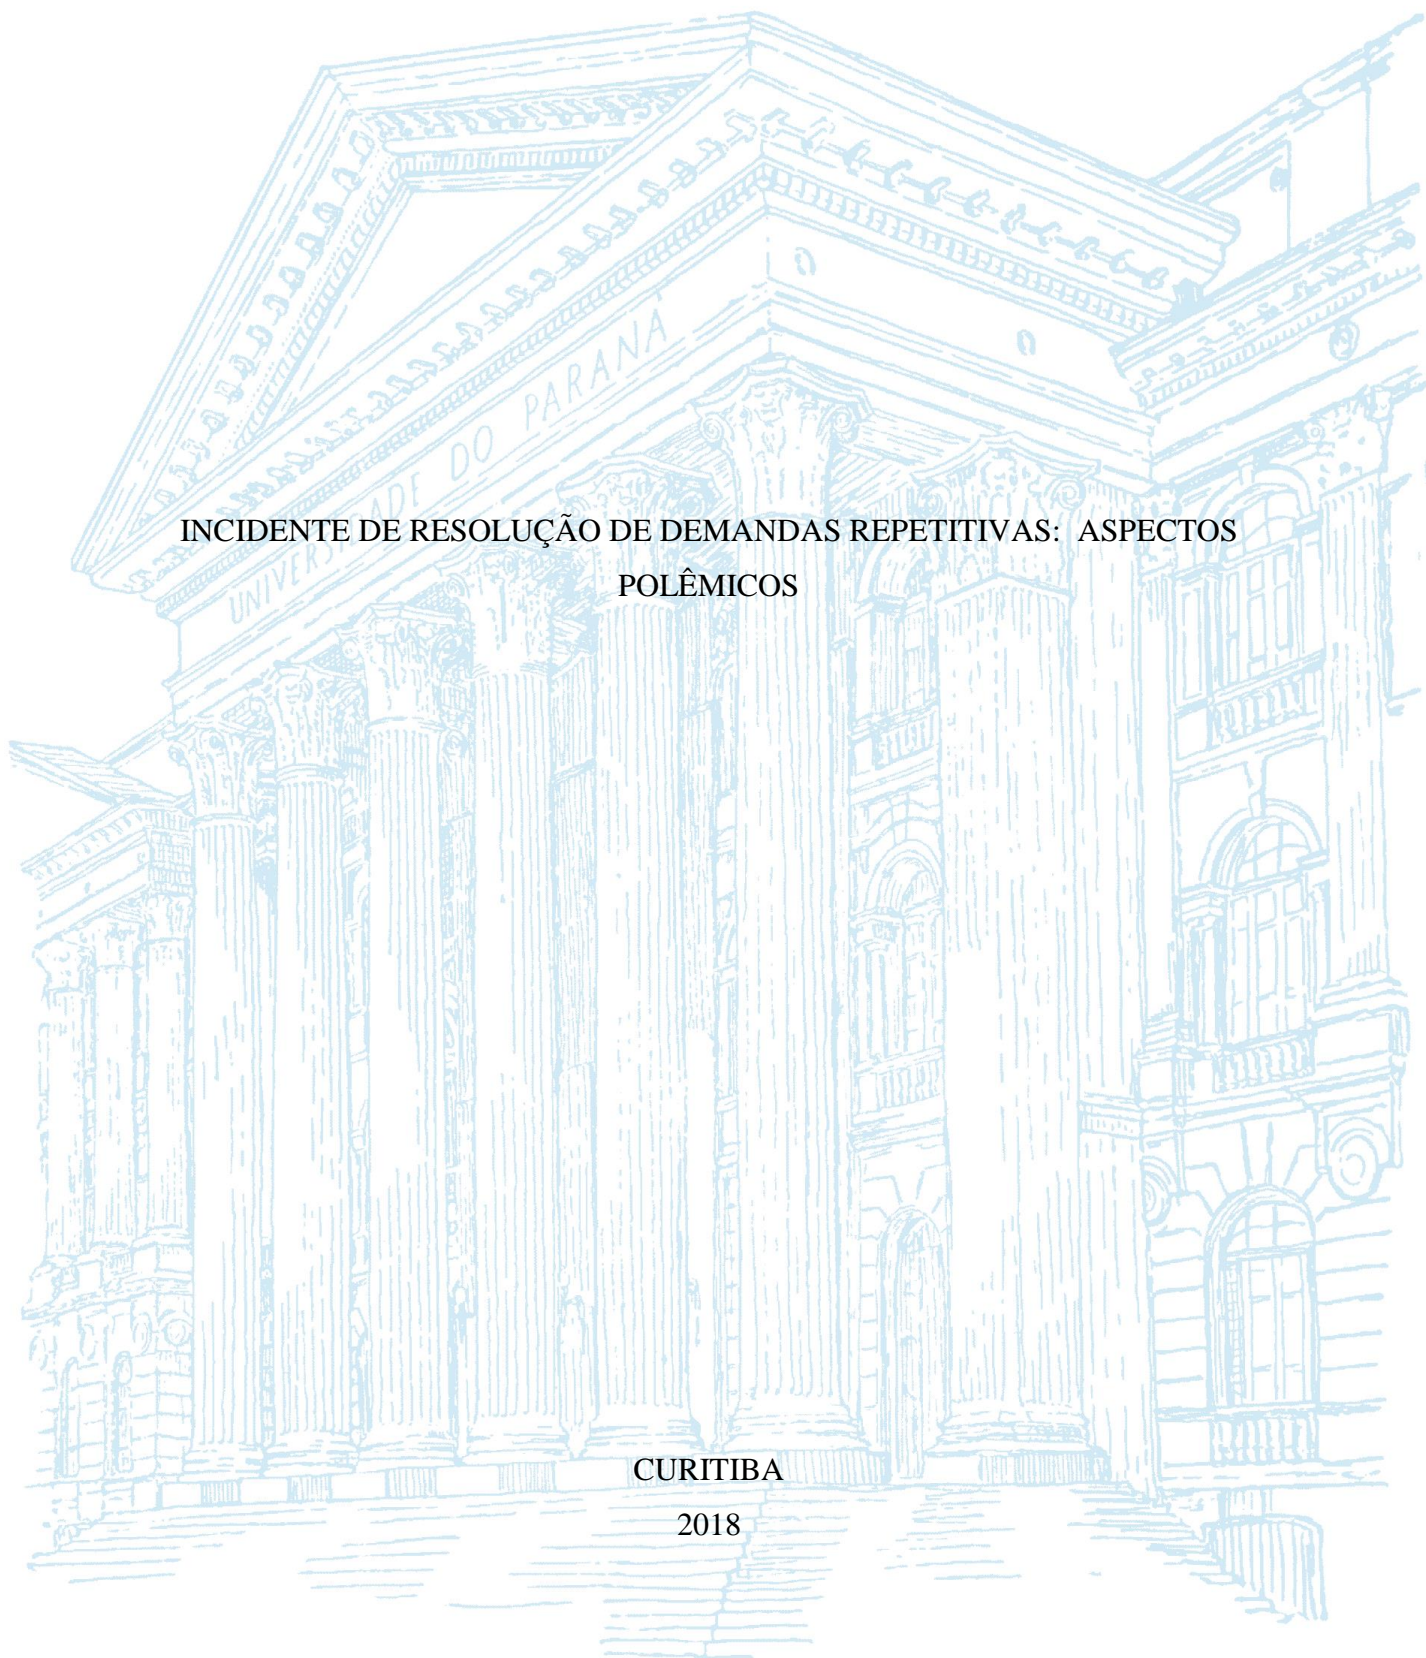 UNIVERSIDADE DO PARANÁ
INCIDENTE DE RESOLUÇÃO DE DEMANDAS REPETITIVAS: ASPECTOS
POLÊMICOS
CURITIBA
2018